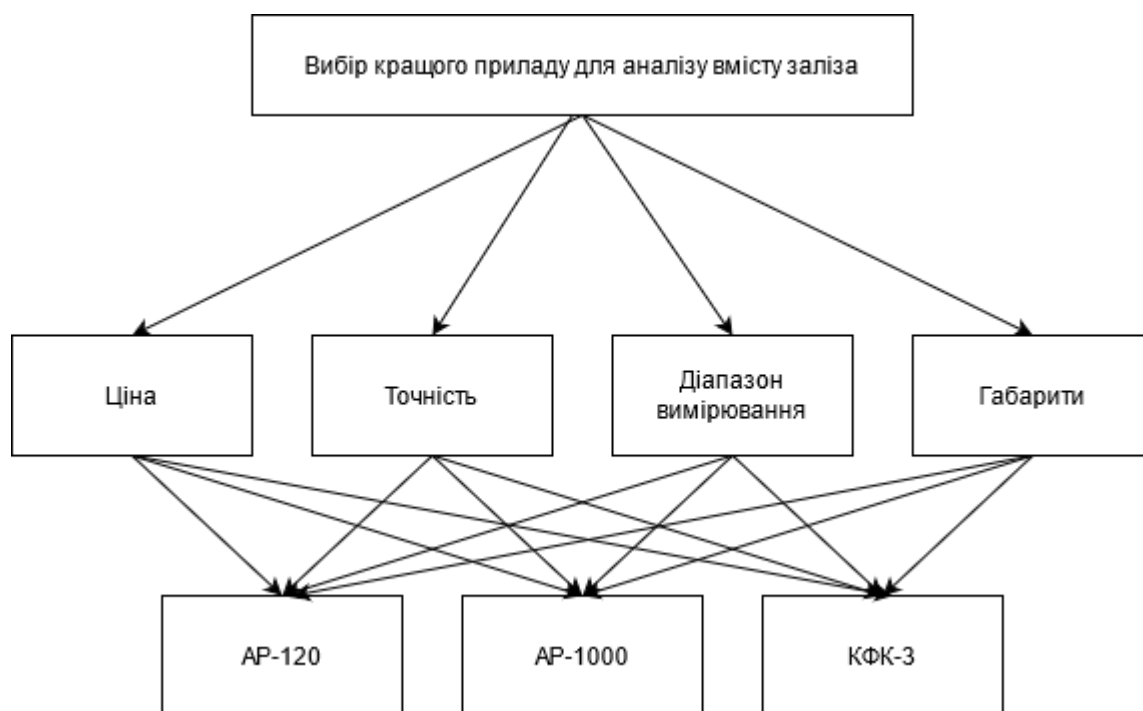 Вибір кращого приладу для аналізу вмісту заліза
Ціна
Точність
Діапазон
вимірювання
Габарити
АР-120
АР-1000
КФК-3